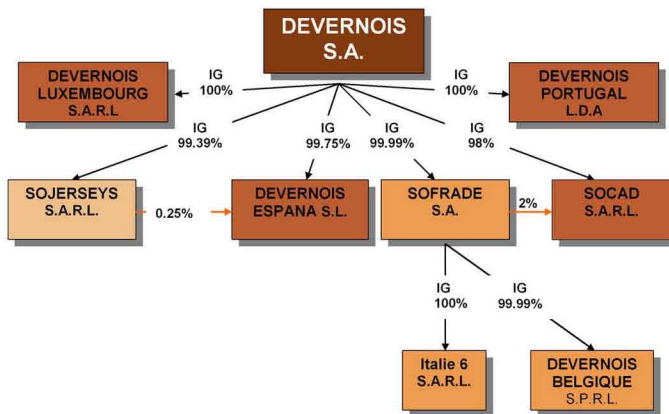 DEVERNOIS
S.A.
DEVERNOIS
LUXEMBOURG
S.A.R.L
IG
100%
IG
100%
DEVERNOIS
PORTUGAL
L.D.A
IG
99.39%
IG
99.75%
IG
99.99%
IG
98%
SOJERSEYS
S.A.R.L.
0.25%
DEVERNOIS
ESPANA S.L.
SOFRADE
S.A.
2%
SOCAD
S.A.R.L.
IG
100%
IG
99.99%
Italie 6
S.A.R.L.
DEVERNOIS
BELGIQUE
S.P.R.L.